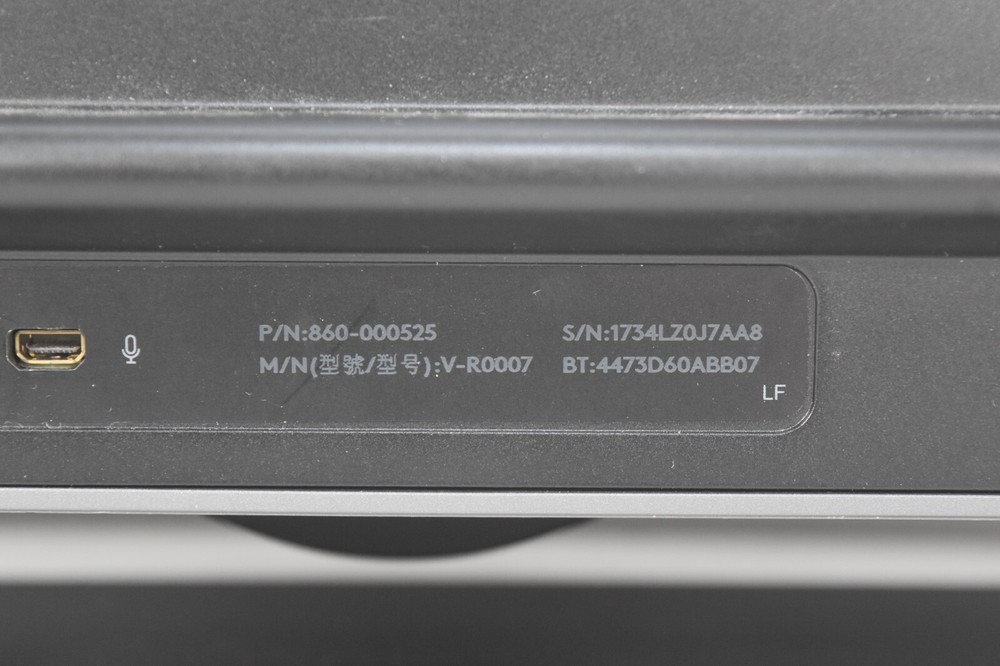 P/N:860-000525 S/N:1734LZ0J7AA8
M/N(型號/型号):V-R0007 BT:4473D60ABB07
LF